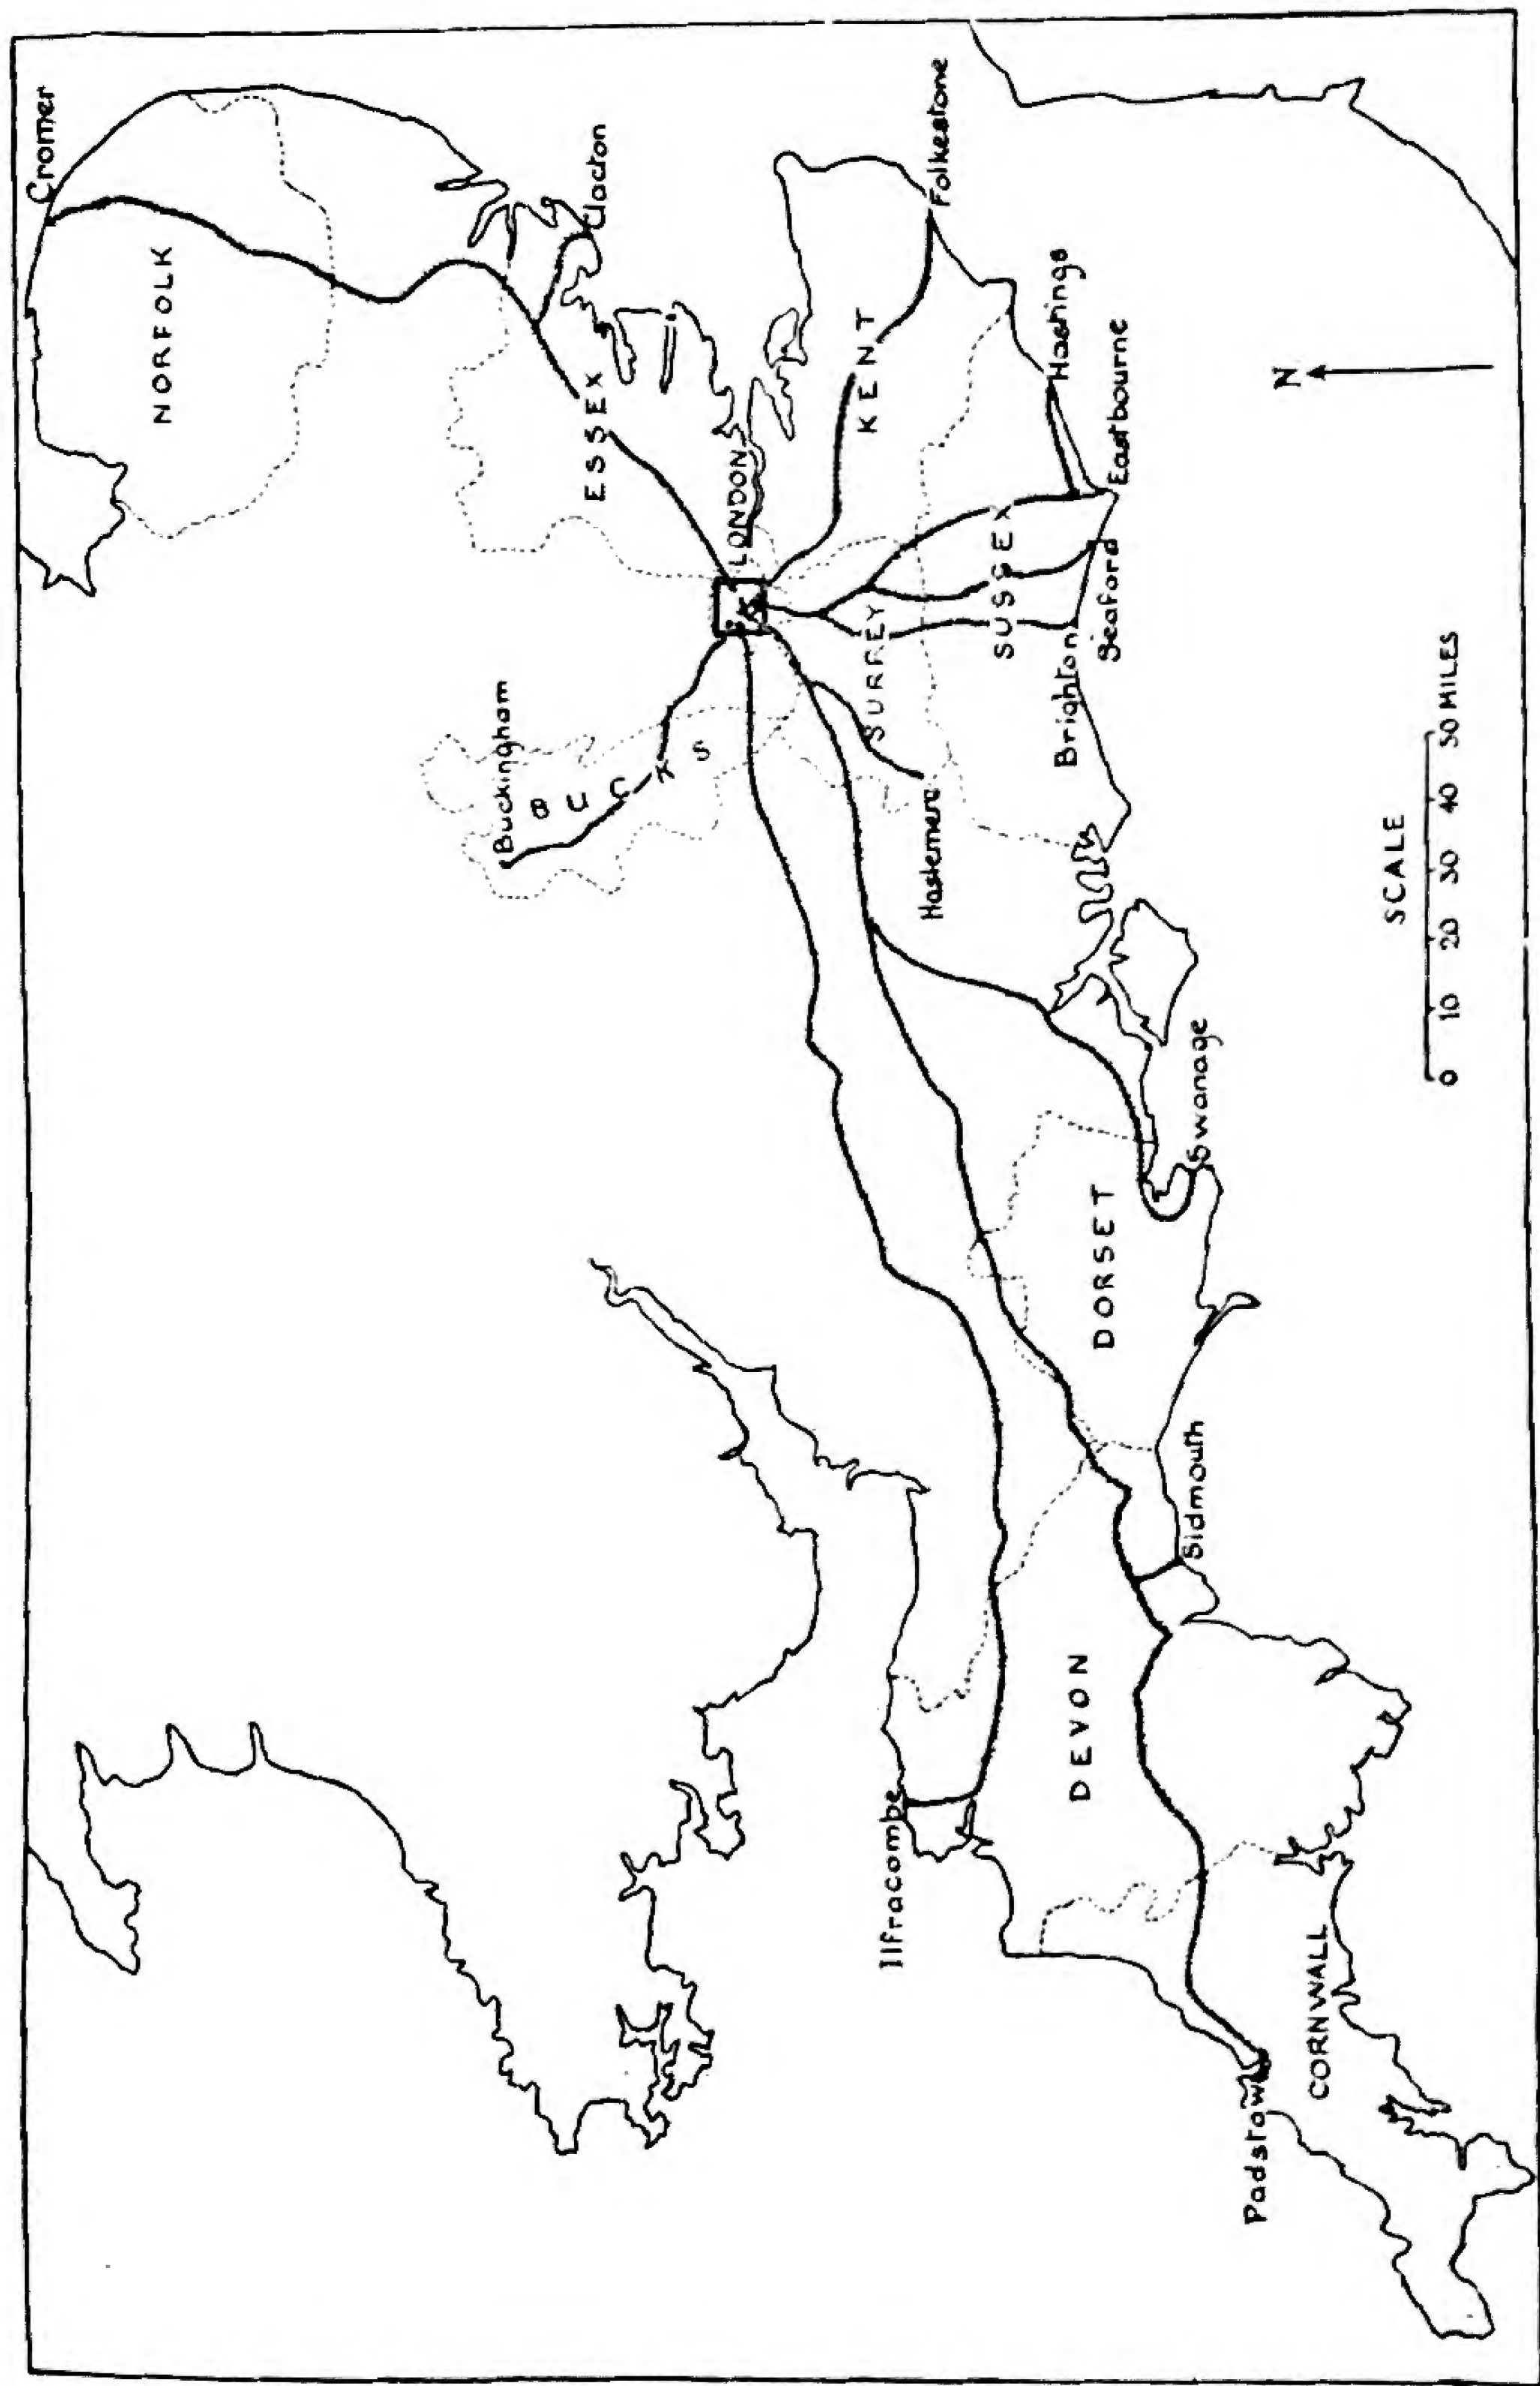 Cromer
NORFOLK
Clacton
ESSEX
Buckingham
BUCKS
LONDON
KENT
Folkestone
SURREY
Haslemere
SUSSEX
Hastings
Eastbourne
Seaford
Brighton
Swanage
DORSET
Sidmouth
Ilfracombe
DEVON
Padstow
CORNWALL
N
SCALE
0 10 20 30 40 50 MILES